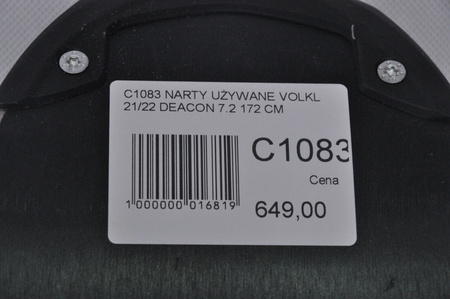 C1083 NARTY UŻYWANE VOLKL
21/22 DEACON 7.2 172 CM
C1083
Cena
1 000000 016819
649,00